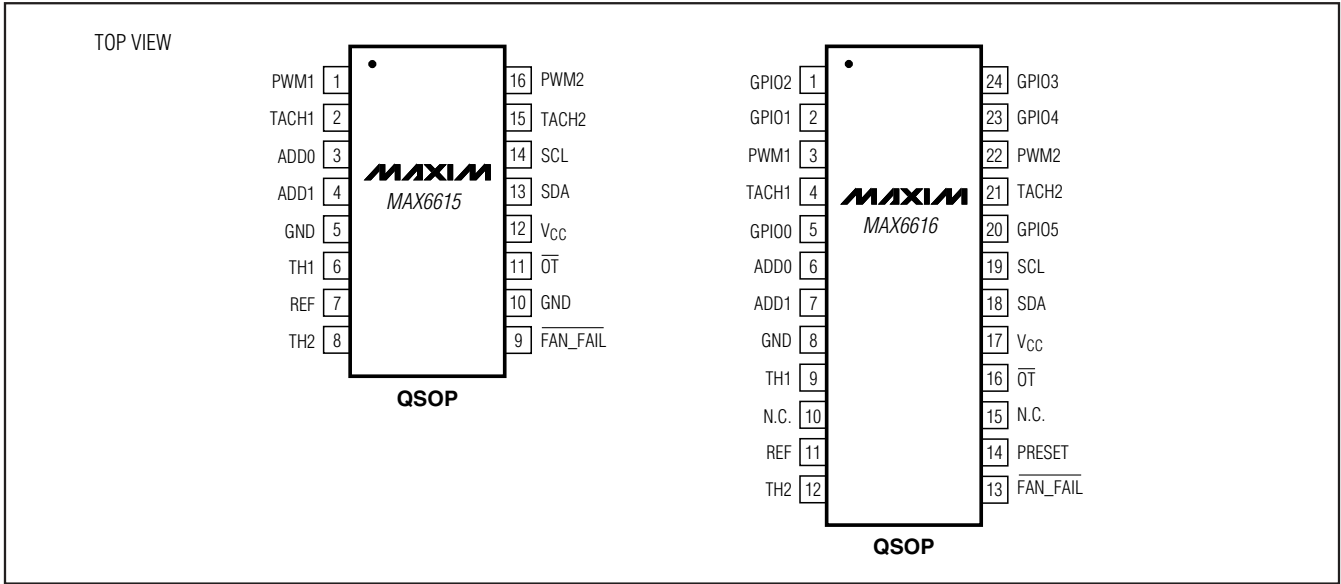 TOP VIEW
PWM1 1
TACH1 2
ADD0 3
ADD1 4
GND 5
TH1 6
REF 7
TH2 8
16 PWM2
15 TACH2
14 SCL
13 SDA
12 VCC
11 OT
10 GND
9 FAN_FAIL
MAXIM
MAX6615
QSOP
GPIO2 1
GPIO1 2
PWM1 3
TACH1 4
GPIO0 5
ADD0 6
ADD1 7
GND 8
TH1 9
N.C. 10
REF 11
TH2 12
24 GPIO3
23 GPIO4
22 PWM2
21 TACH2
20 GPIO5
19 SCL
18 SDA
17 VCC
16 OT
15 N.C.
14 PRESET
13 FAN_FAIL
MAXIM
MAX6616
QSOP